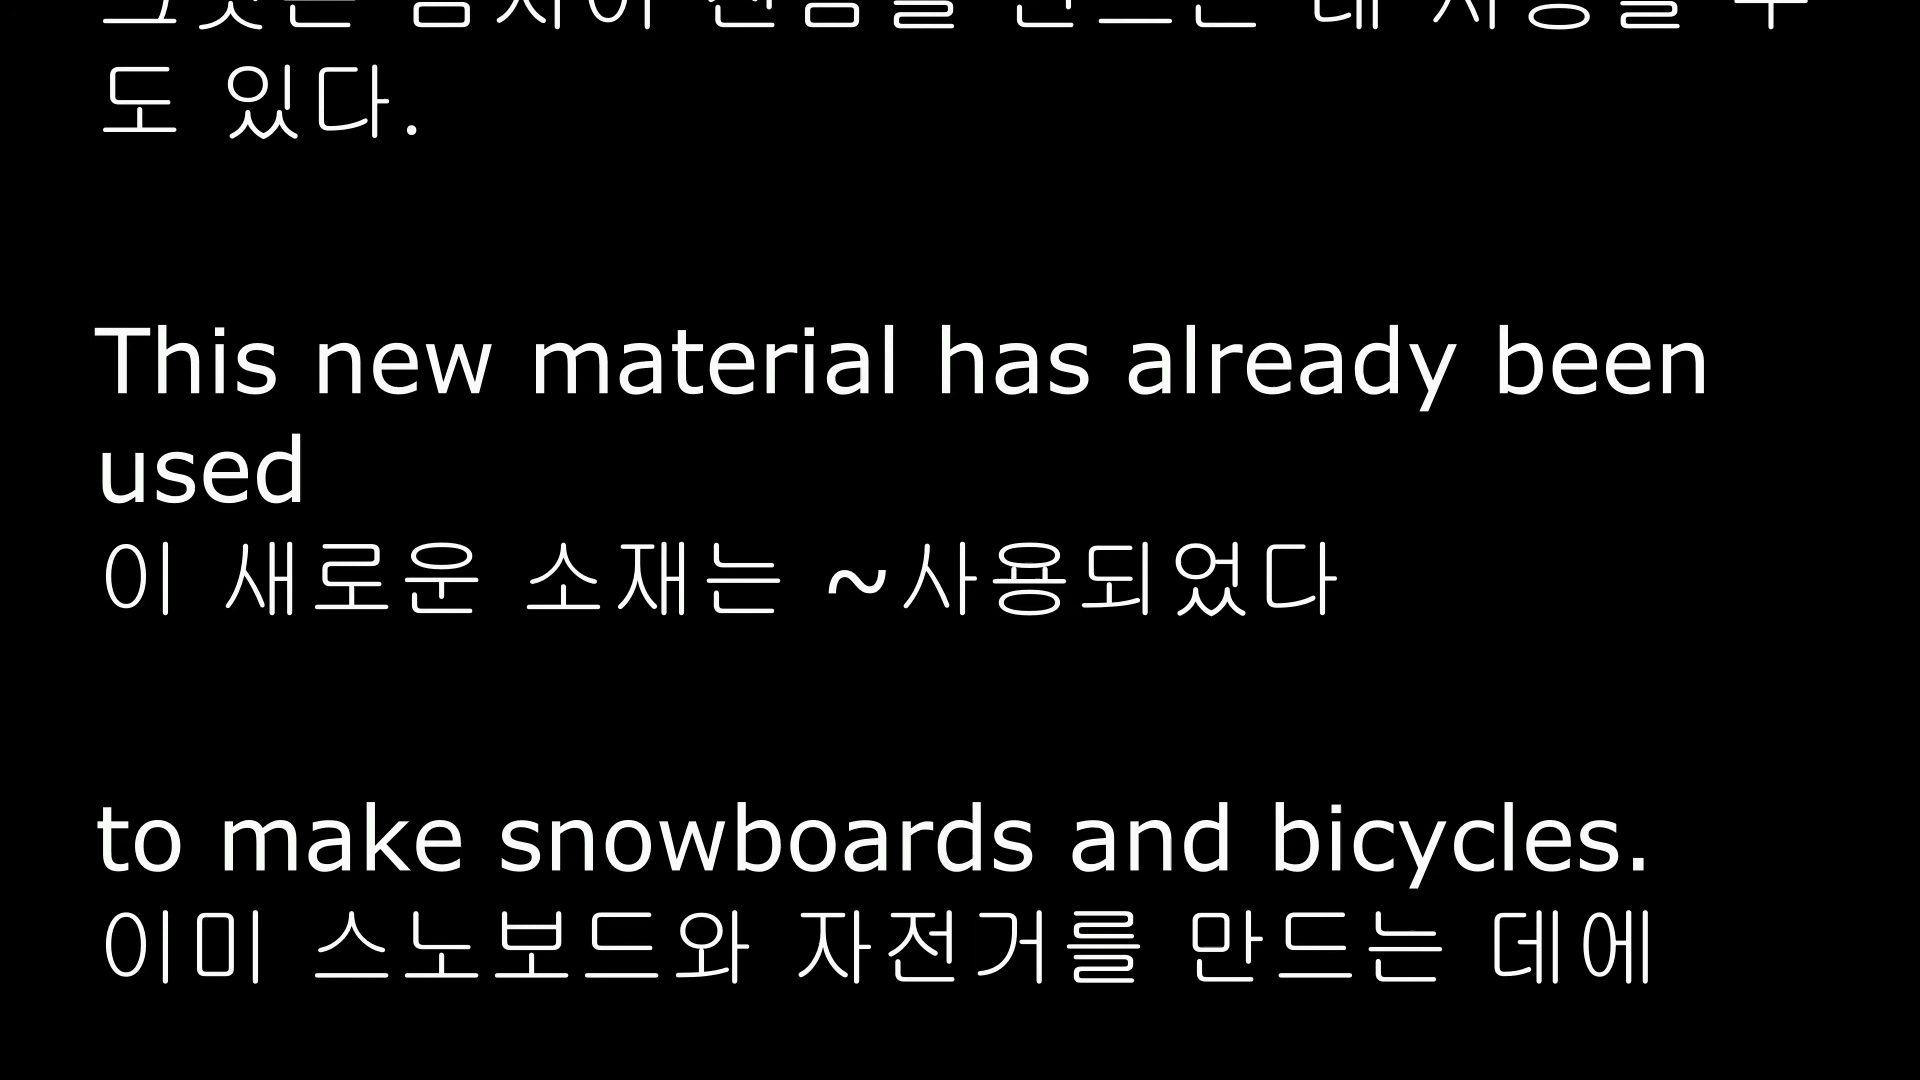 도 있다.
This new material has already been
used
이 새로운 소재는 ~사용되었다
to make snowboards and bicycles.
이미 스노보드와 자전거를 만드는 데에